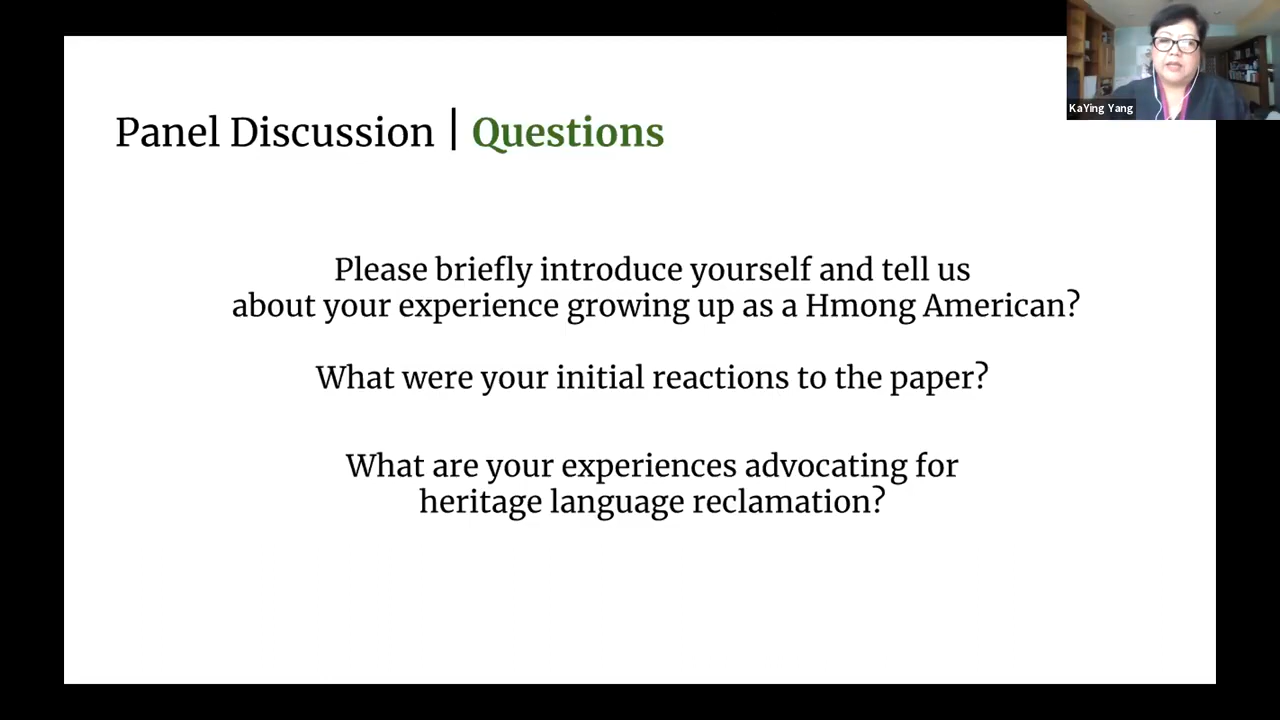 KaYing Yang
Panel Discussion | Questions
Please briefly introduce yourself and tell us
about your experience growing up as a Hmong American?
What were your initial reactions to the paper?
What are your experiences advocating for
heritage language reclamation?